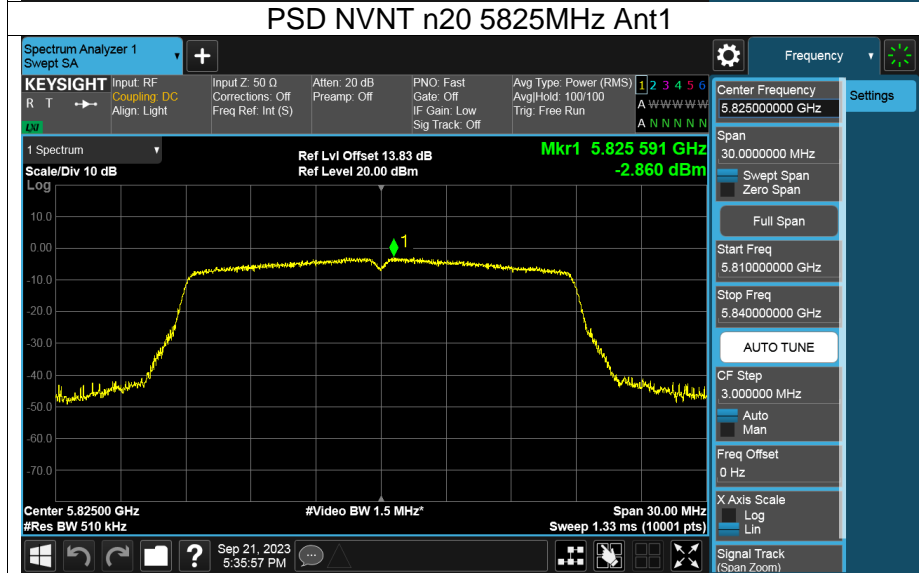 PSD NVNT n20 5825MHz Ant1
Spectrum Analyzer 1
Swept SA
+
Frequency
KEYSIGHT
R T
LXI
Input: RF
Coupling: DC
Align: Light
Input Z: 50 Ω
Corrections: Off
Freq Ref: Int (S)
Atten: 20 dB
Preamp: Off
PNO: Fast
Gate: Off
IF Gain: Low
Sig Track: Off
Avg Type: Power (RMS)
Avg|Hold: 100/100
Trig: Free Run
1 2 3 4 5 6
A W W W W W
A N N N N N
1 Spectrum
Scale/Div 10 dB
Log
Ref Lvl Offset 13.83 dB
Ref Level 20.00 dBm
Mkr1 5.825 591 GHz
-2.860 dBm
1
10.0
0.00
-10.0
-20.0
-30.0
-40.0
-50.0
-60.0
-70.0
Center 5.82500 GHz
#Res BW 510 kHz
#Video BW 1.5 MHz*
Span 30.00 MHz
Sweep 1.33 ms (10001 pts)
?
Sep 21, 2023
5:35:57 PM
Center Frequency
5.825000000 GHz
Settings
Span
30.0000000 MHz
Swept Span
Zero Span
Full Span
Start Freq
5.810000000 GHz
Stop Freq
5.840000000 GHz
AUTO TUNE
CF Step
3.000000 MHz
Auto
Man
Freq Offset
0 Hz
X Axis Scale
Log
Lin
Signal Track
(Span Zoom)